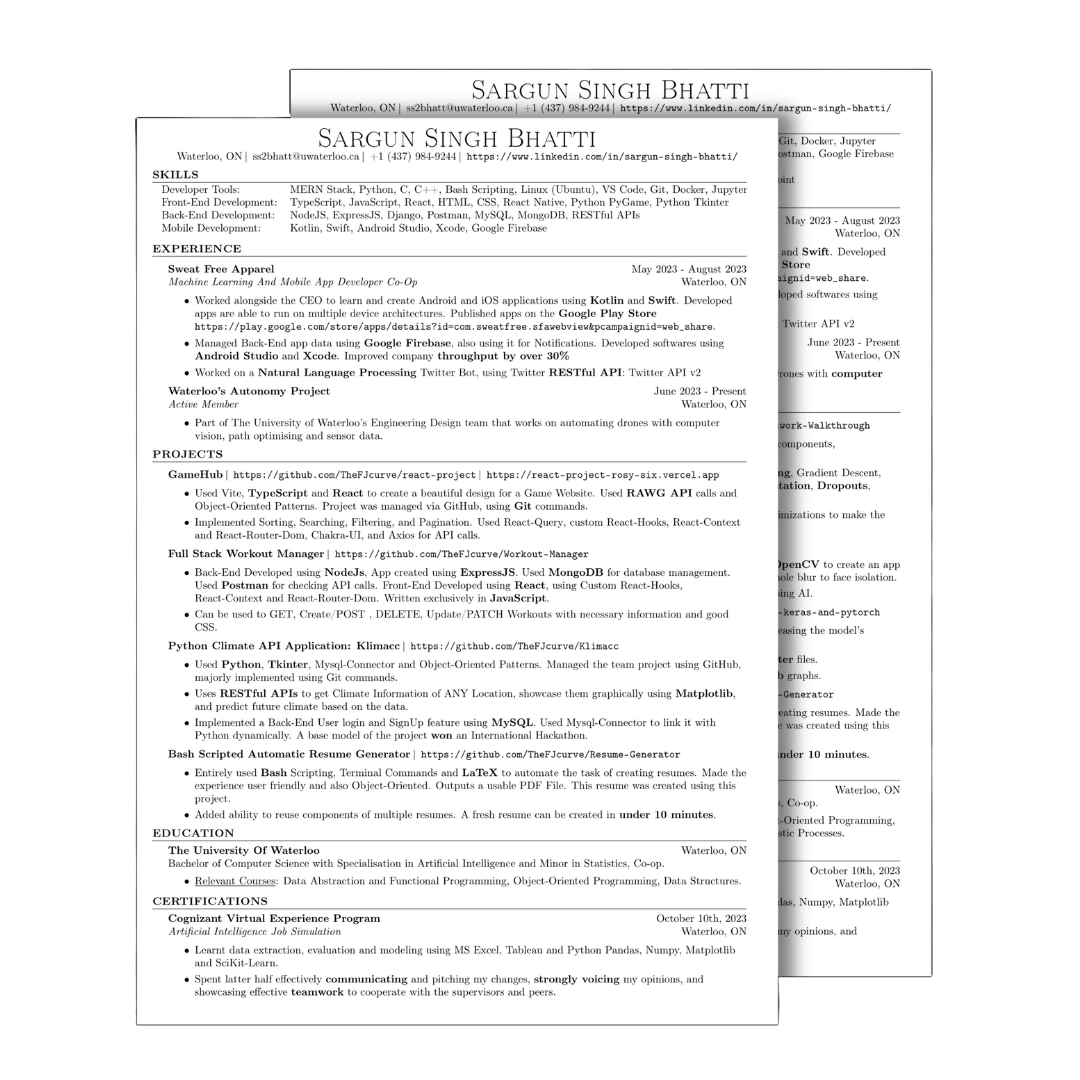 SARGUN SINGH BHATTI
Waterloo, ON | ss2bhatt@uwaterloo.ca | +1 (437) 984-9244 | https://www.linkedin.com/in/sargun-singh-bhatti/
SARGUN SINGH BHATTI
Waterloo, ON | ss2bhatt@uwaterloo.ca | +1 (437) 984-9244 | https://www.linkedin.com/in/sargun-singh-bhatti/
SKILLS
Developer Tools: MERN Stack, Python, C, C++, Bash Scripting, Linux (Ubuntu), VS Code, Git, Docker, Jupyter
Front-End Development: TypeScript, JavaScript, React, HTML, CSS, React Native, Python PyGame, Python Tkinter
Back-End Development: NodeJS, ExpressJS, Django, Postman, MySQL, MongoDB, RESTful APIs
Mobile Development: Kotlin, Swift, Android Studio, Xcode, Google Firebase
EXPERIENCE
Sweat Free Apparel May 2023 - August 2023
Machine Learning And Mobile App Developer Co-Op Waterloo, ON
• Worked alongside the CEO to learn and create Android and iOS applications using Kotlin and Swift. Developed
apps are able to run on multiple device architectures. Published apps on the Google Play Store
https://play.google.com/store/apps/details?id=com.sweatfree.sfawebview&pcampaignid=web_share.
• Managed Back-End app data using Google Firebase, also using it for Notifications. Developed softwares using
Android Studio and Xcode. Improved company throughput by over 30%
• Worked on a Natural Language Processing Twitter Bot, using Twitter RESTful API: Twitter API v2
Waterloo's Autonomy Project June 2023 - Present
Active Member Waterloo, ON
• Part of The University of Waterloo's Engineering Design team that works on automating drones with computer
vision, path optimising and sensor data.
PROJECTS
GameHub | https://github.com/TheFJcurve/react-project | https://react-project-rosy-six.vercel.app
• Used Vite, TypeScript and React to create a beautiful design for a Game Website. Used RAWG API calls and
Object-Oriented Patterns. Project was managed via GitHub, using Git commands.
• Implemented Sorting, Searching, Filtering, and Pagination. Used React-Query, custom React-Hooks, React-Context
and React-Router-Dom, Chakra-UI, and Axios for API calls.
Full Stack Workout Manager | https://github.com/TheFJcurve/Workout-Manager
• Back-End Developed using NodeJs, App created using ExpressJS. Used MongoDB for database management.
Used Postman for checking API calls. Front-End Developed using React, using Custom React-Hooks,
React-Context and React-Router-Dom. Written exclusively in JavaScript.
• Can be used to GET, Create/POST , DELETE, Update/PATCH Workouts with necessary information and good
CSS.
Python Climate API Application: Klimacc | https://github.com/TheFJcurve/Klimacc
• Used Python, Tkinter, Mysql-Connector and Object-Oriented Patterns. Managed the team project using GitHub,
majorly implemented using Git commands.
• Uses RESTful APIs to get Climate Information of ANY Location, showcase them graphically using Matplotlib,
and predict future climate based on the data.
• Implemented a Back-End User login and SignUp feature using MySQL. Used Mysql-Connector to link it with
Python dynamically. A base model of the project won an International Hackathon.
Bash Scripted Automatic Resume Generator | https://github.com/TheFJcurve/Resume-Generator
• Entirely used Bash Scripting, Terminal Commands and LaTeX to automate the task of creating resumes. Made the
experience user friendly and also Object-Oriented. Outputs a usable PDF File. This resume was created using this
project.
• Added ability to reuse components of multiple resumes. A fresh resume can be created in under 10 minutes.
EDUCATION
The University Of Waterloo Waterloo, ON
Bachelor of Computer Science with Specialisation in Artificial Intelligence and Minor in Statistics, Co-op.
• Relevant Courses: Data Abstraction and Functional Programming, Object-Oriented Programming, Data Structures.
CERTIFICATIONS
Cognizant Virtual Experience Program October 10th, 2023
Artificial Intelligence Job Simulation Waterloo, ON
• Learnt data extraction, evaluation and modeling using MS Excel, Tableau and Python Pandas, Numpy, Matplotlib
and SciKit-Learn.
• Spent latter half effectively communicating and pitching my changes, strongly voicing my opinions, and
showcasing effective teamwork to cooperate with the supervisors and peers.
Git, Docker, Jupyter
Google Firebase
May 2023 - August 2023
Waterloo, ON
and Swift. Developed
Store
=web_share.
softwares using
Twitter API v2
June 2023 - Present
Waterloo, ON
with computer
-Walkthrough
components,
Gradient Descent,
Dropouts,
to make the
OpenCV to create an app
blur to face isolation.
AI.
-keras-and-pytorch
the model's
files.
graphs.
-Generator
resumes. Made the
was created using this
under 10 minutes.
Waterloo, ON
Co-op.
-Oriented Programming,
Processes.
October 10th, 2023
Waterloo, ON
Numpy, Matplotlib
my opinions, and